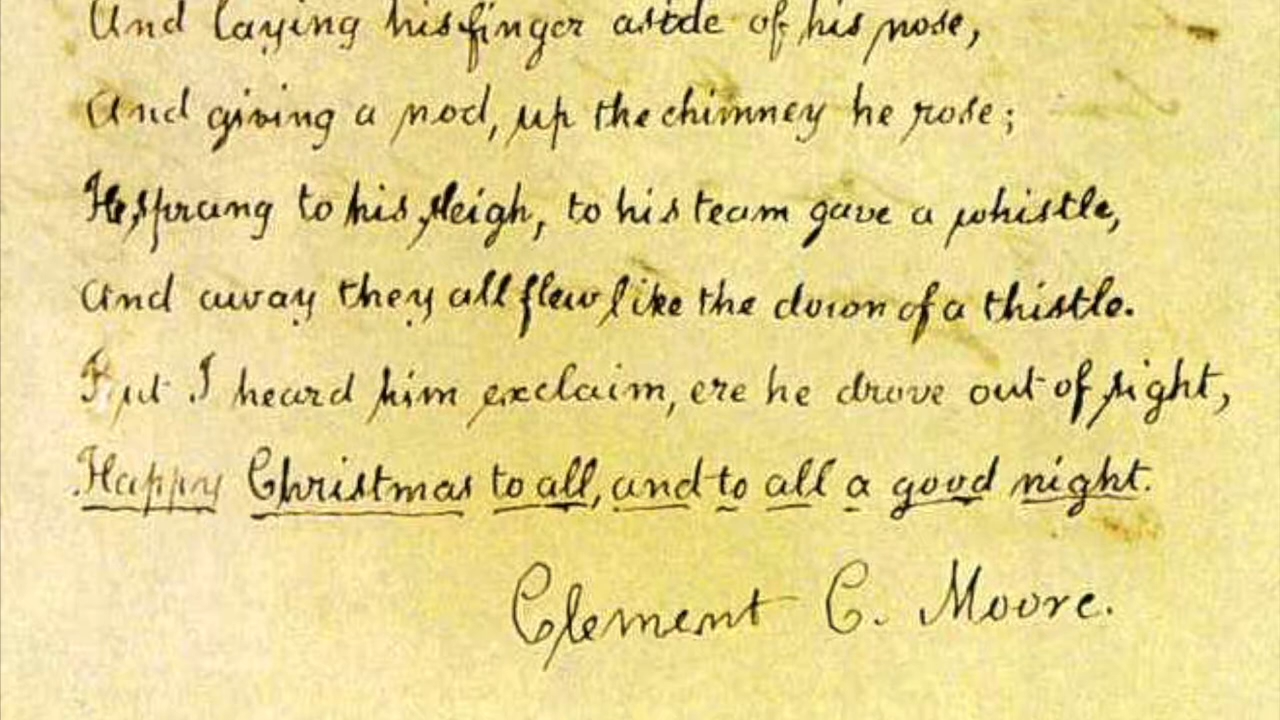 And laying his finger aside of his nose,
And giving a nod, up the chimney he rose;
He sprang to his sleigh, to his team gave a whistle,
And away they all flew like the down of a thistle.
But I heard him exclaim, ere he drove out of sight,
Happy Christmas to all, and to all a good night.
Clement C. Moore.